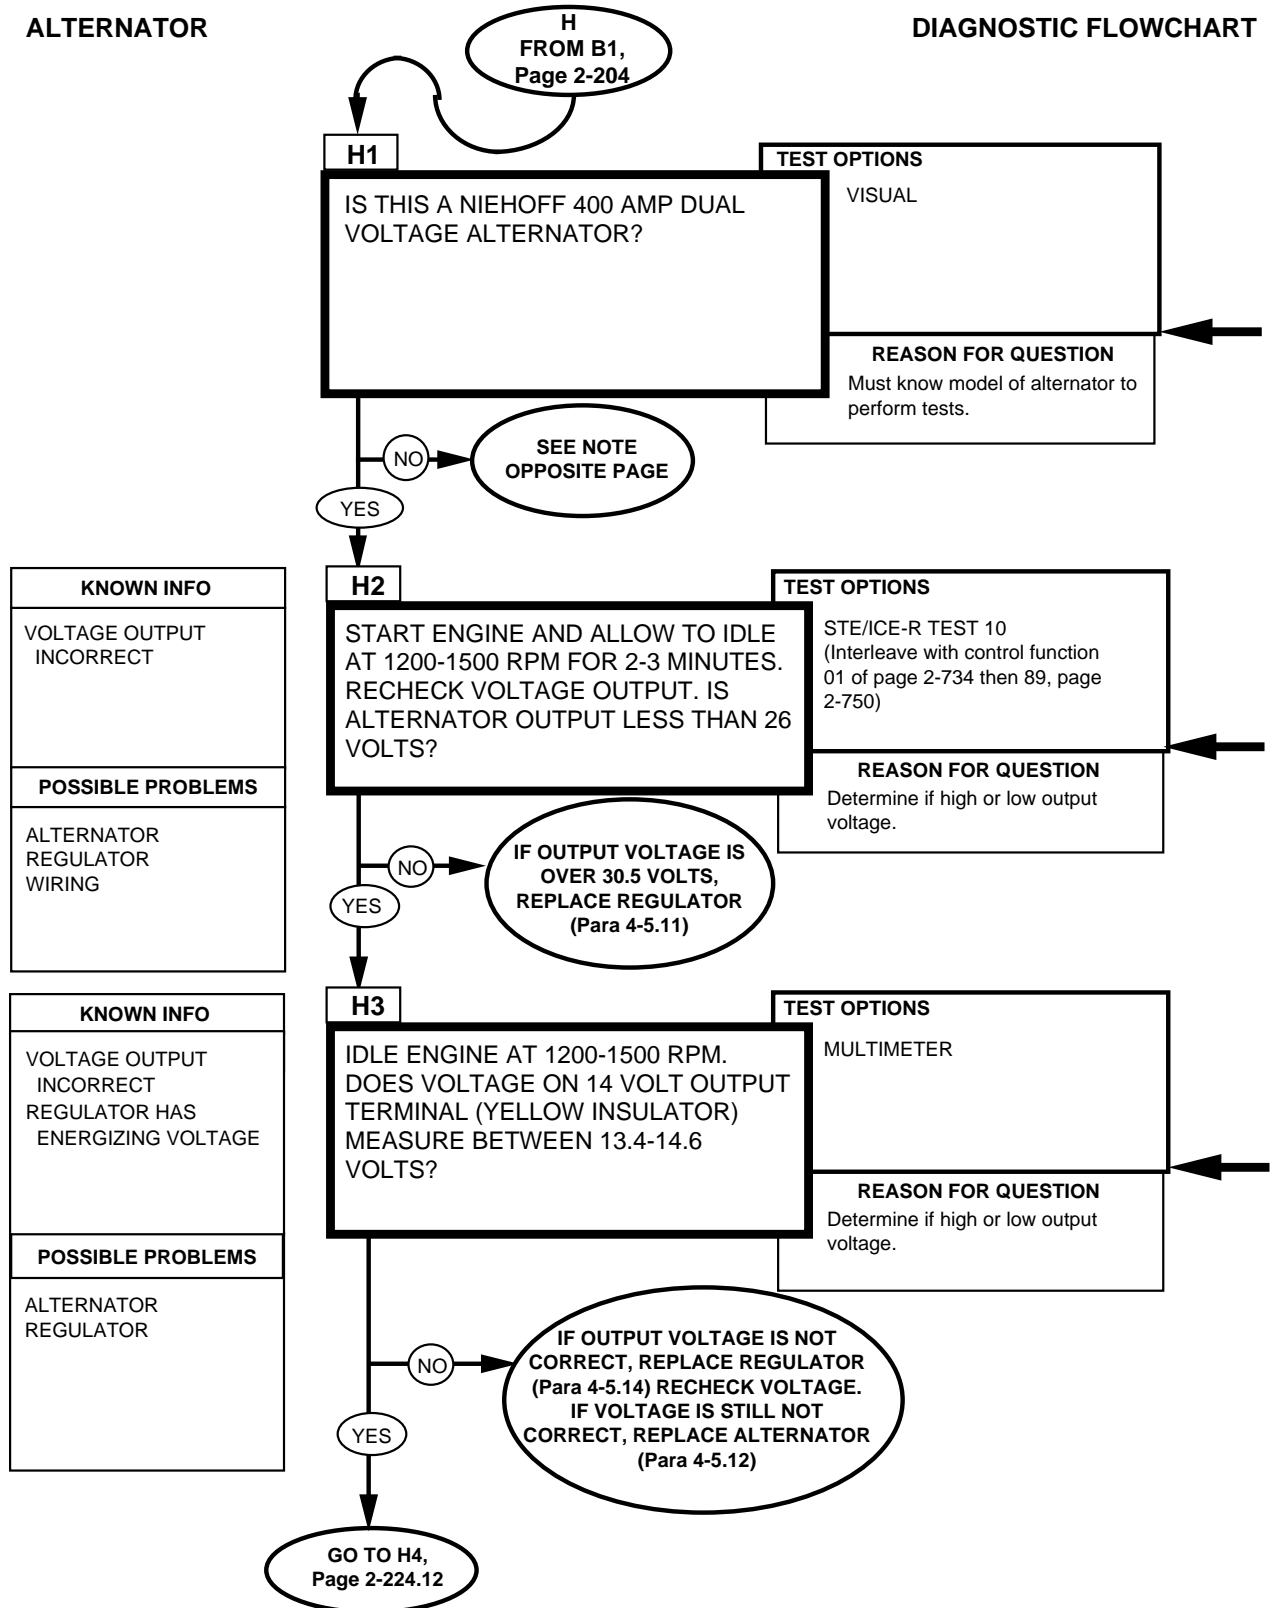 ALTERNATOR
DIAGNOSTIC FLOWCHART
H
FROM B1,
Page 2-204
H1
IS THIS A NIEHOFF 400 AMP DUAL
VOLTAGE ALTERNATOR?
TEST OPTIONS
VISUAL
REASON FOR QUESTION
Must know model of alternator to
perform tests.
NO
SEE NOTE
OPPOSITE PAGE
YES
KNOWN INFO
VOLTAGE OUTPUT
INCORRECT
POSSIBLE PROBLEMS
ALTERNATOR
REGULATOR
WIRING
H2
START ENGINE AND ALLOW TO IDLE
AT 1200-1500 RPM FOR 2-3 MINUTES.
RECHECK VOLTAGE OUTPUT. IS
ALTERNATOR OUTPUT LESS THAN 26
VOLTS?
TEST OPTIONS
STE/ICE-R TEST 10
(Interleave with control function
01 of page 2-734 then 89, page
2-750)
REASON FOR QUESTION
Determine if high or low output
voltage.
NO
IF OUTPUT VOLTAGE IS
OVER 30.5 VOLTS,
REPLACE REGULATOR
(Para 4-5.11)
YES
KNOWN INFO
VOLTAGE OUTPUT
INCORRECT
REGULATOR HAS
ENERGIZING VOLTAGE
POSSIBLE PROBLEMS
ALTERNATOR
REGULATOR
H3
IDLE ENGINE AT 1200-1500 RPM.
DOES VOLTAGE ON 14 VOLT OUTPUT
TERMINAL (YELLOW INSULATOR)
MEASURE BETWEEN 13.4-14.6
VOLTS?
TEST OPTIONS
MULTIMETER
REASON FOR QUESTION
Determine if high or low output
voltage.
NO
IF OUTPUT VOLTAGE IS NOT
CORRECT, REPLACE REGULATOR
(Para 4-5.14) RECHECK VOLTAGE.
IF VOLTAGE IS STILL NOT
CORRECT, REPLACE ALTERNATOR
(Para 4-5.12)
YES
GO TO H4,
Page 2-224.12